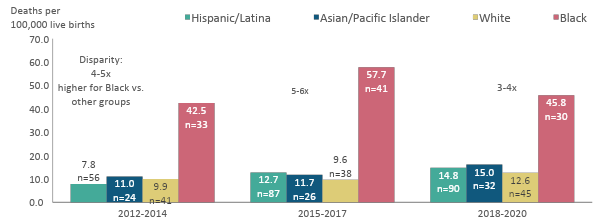 Deaths per
100,000 live births
Hispanic/Latina
Asian/Pacific Islander
White
Black
70.0
60.0
50.0
40.0
30.0
20.0
10.0
0.0
Disparity:
4-5x
higher for Black vs.
other groups
7.8
n=56
11.0
n=24
9.9
n=41
42.5
n=33
5-6x
12.7
n=87
11.7
n=26
9.6
n=38
57.7
n=41
3-4x
14.8
n=90
15.0
n=32
12.6
n=45
45.8
n=30
2012-2014
2015-2017
2018-2020